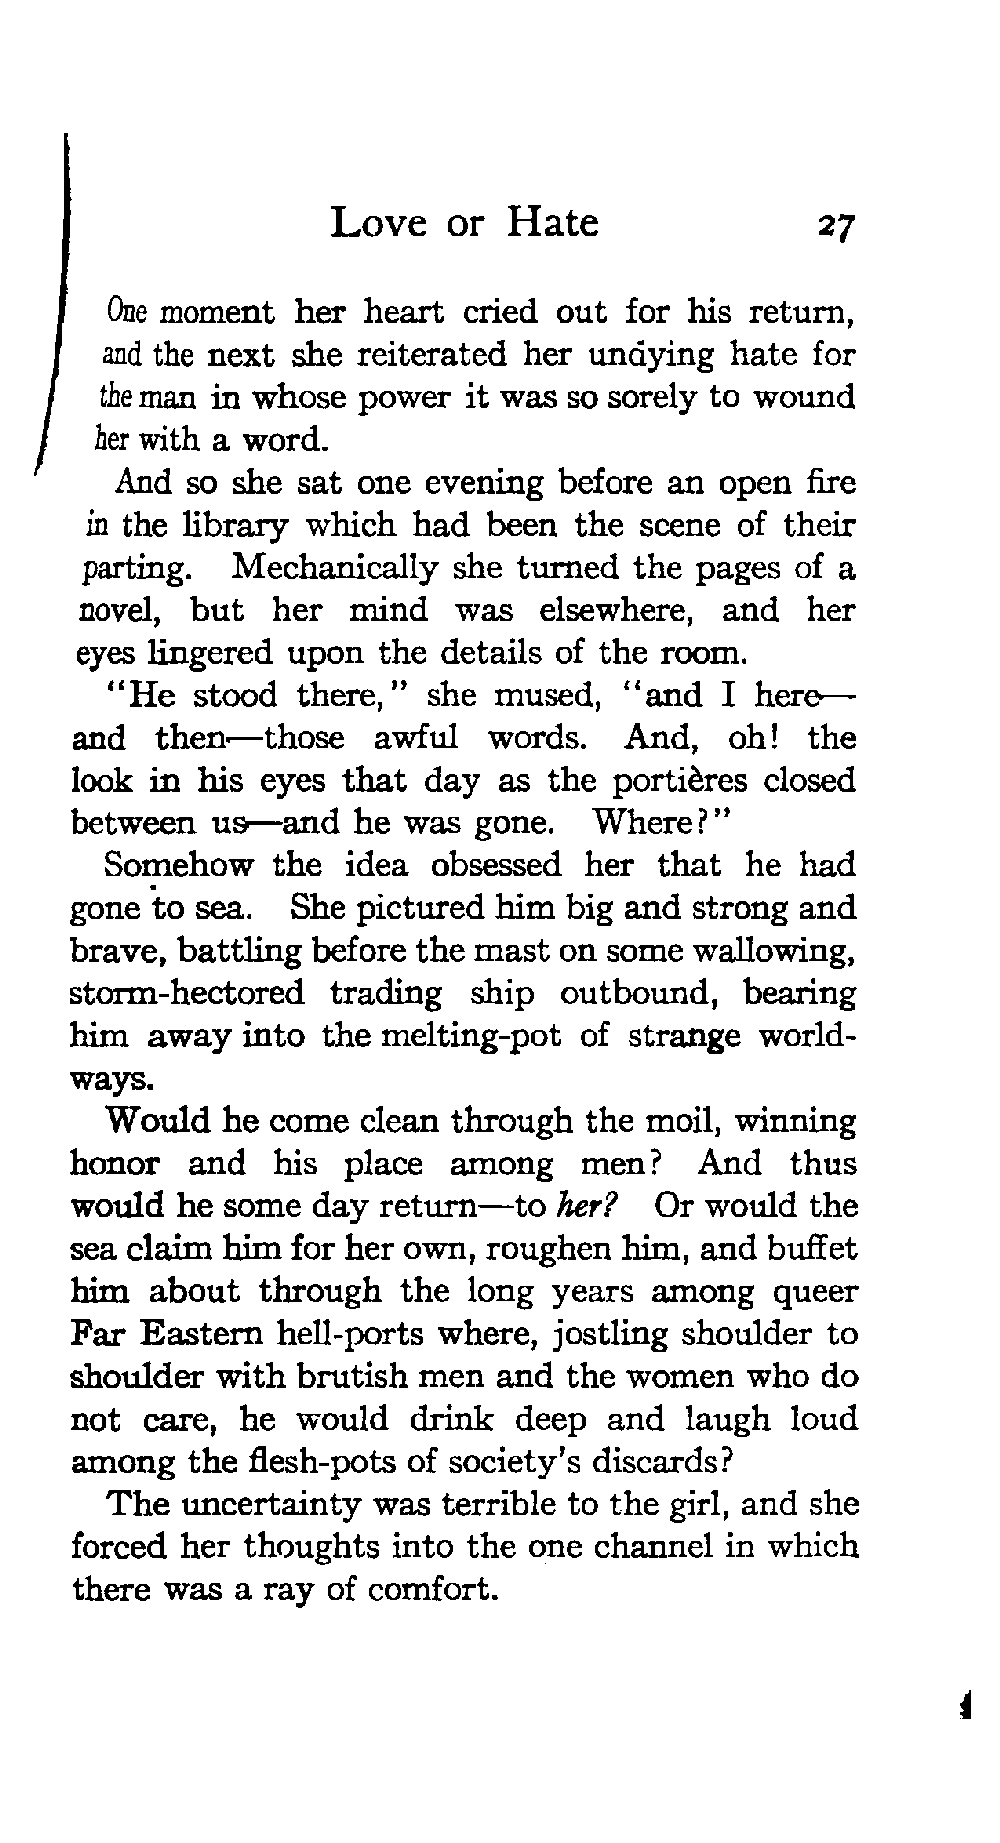 Love or Hate 27
One moment her heart cried out for his return,
and the next she reiterated her undying hate for
the man in whose power it was so sorely to wound
her with a word.
And so she sat one evening before an open fire
in the library which had been the scene of their
parting. Mechanically she turned the pages of a
novel, but her mind was elsewhere, and her
eyes lingered upon the details of the room.
"He stood there," she mused, "and I here—
and then—those awful words. And, oh! the
look in his eyes that day as the portières closed
between us—and he was gone. Where?"
Somehow the idea obsessed her that he had
gone to sea. She pictured him big and strong and
brave, battling before the mast on some wallowing,
storm-hectored trading ship outbound, bearing
him away into the melting-pot of strange world-
ways.
Would he come clean through the moil, winning
honor and his place among men? And thus
would he some day return—to her? Or would the
sea claim him for her own, roughen him, and buffet
him about through the long years among queer
Far Eastern hell-ports where, jostling shoulder to
shoulder with brutish men and the women who do
not care, he would drink deep and laugh loud
among the flesh-pots of society's discards?
The uncertainty was terrible to the girl, and she
forced her thoughts into the one channel in which
there was a ray of comfort.